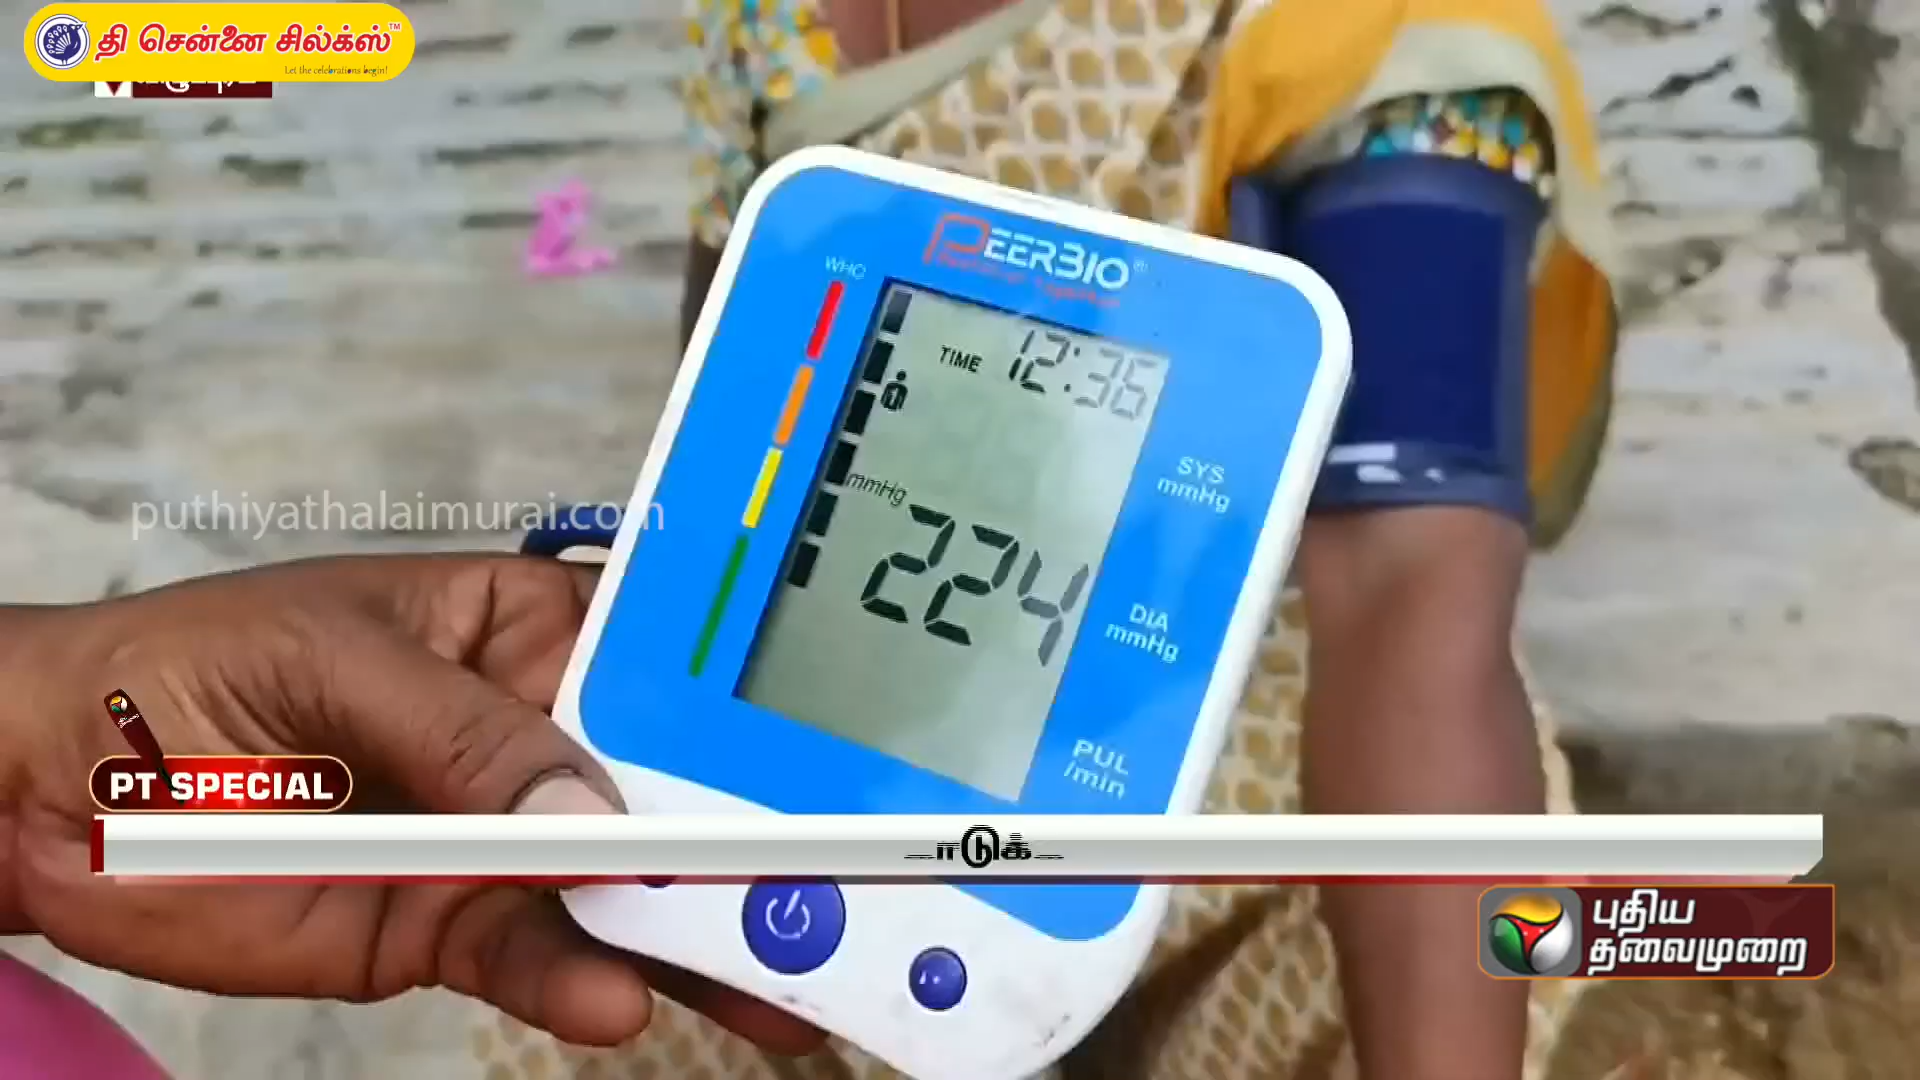 தி சென்னை சில்க்ஸ்™
Let the celebrations begin!
PEERBIO®
WHO
TIME 12:36
SYS
mmHg
mmHg
224
DIA
mmHg
PUL
/min
puthiyathalaimurai.com
PT SPECIAL
புதிய
தலைமுறை